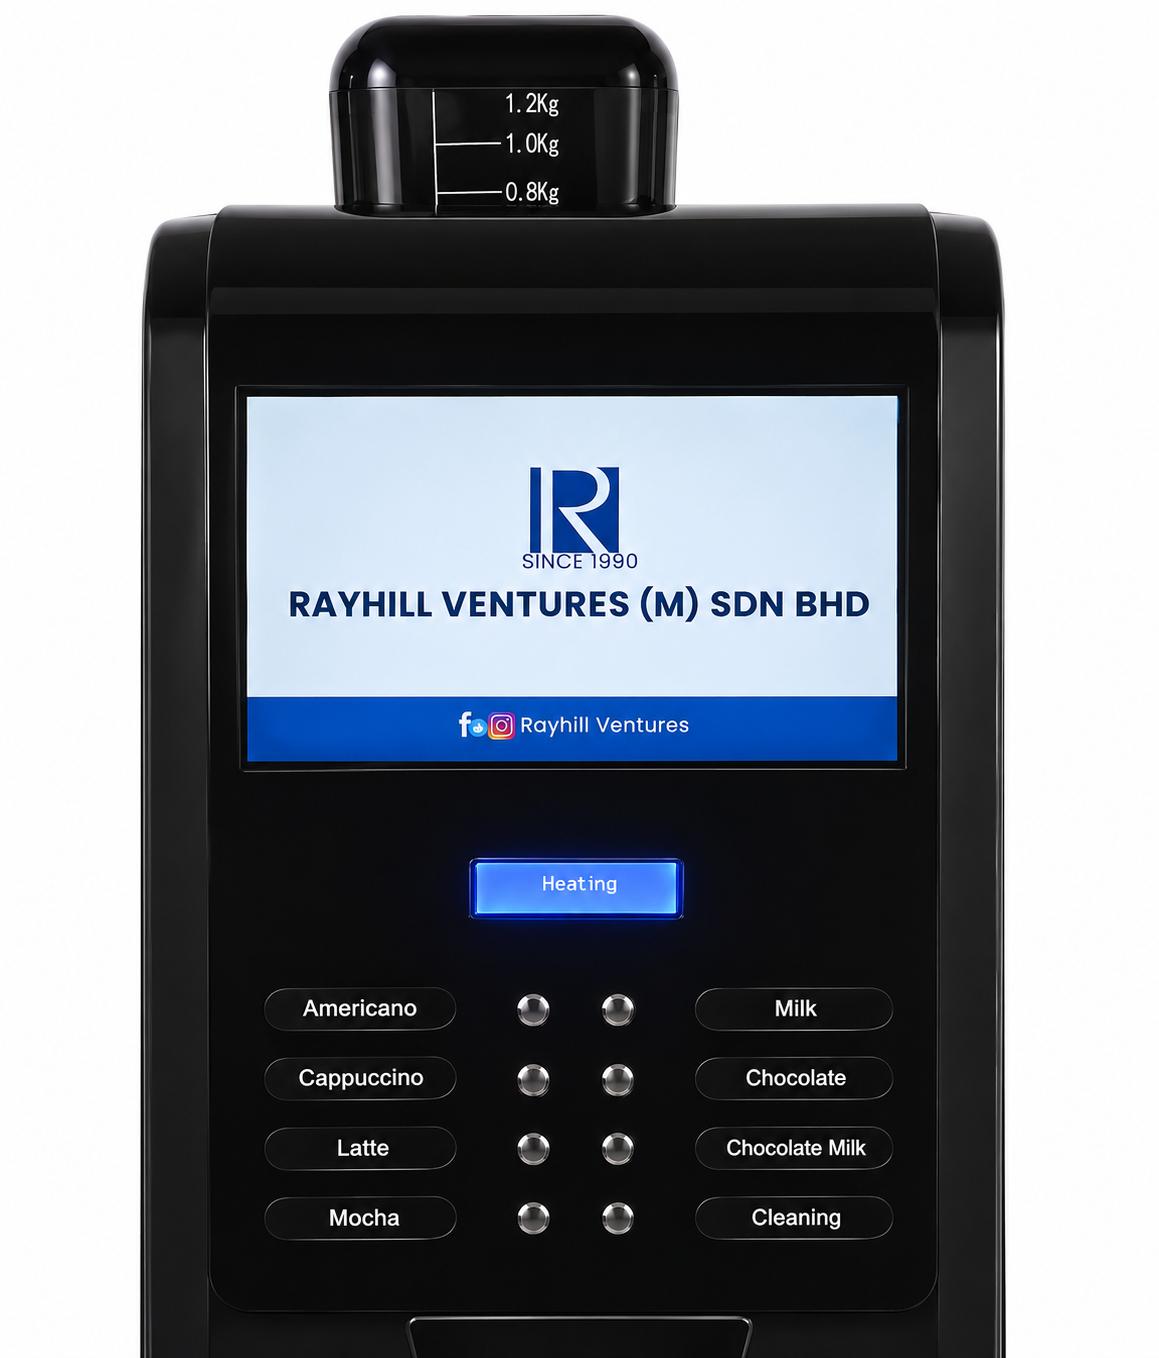 1.2Kg
1.0Kg
0.8Kg
R
SINCE 1990
RAYHILL VENTURES (M) SDN BHD
Rayhill Ventures
Heating
Americano
Milk
Cappuccino
Chocolate
Latte
Chocolate Milk
Mocha
Cleaning